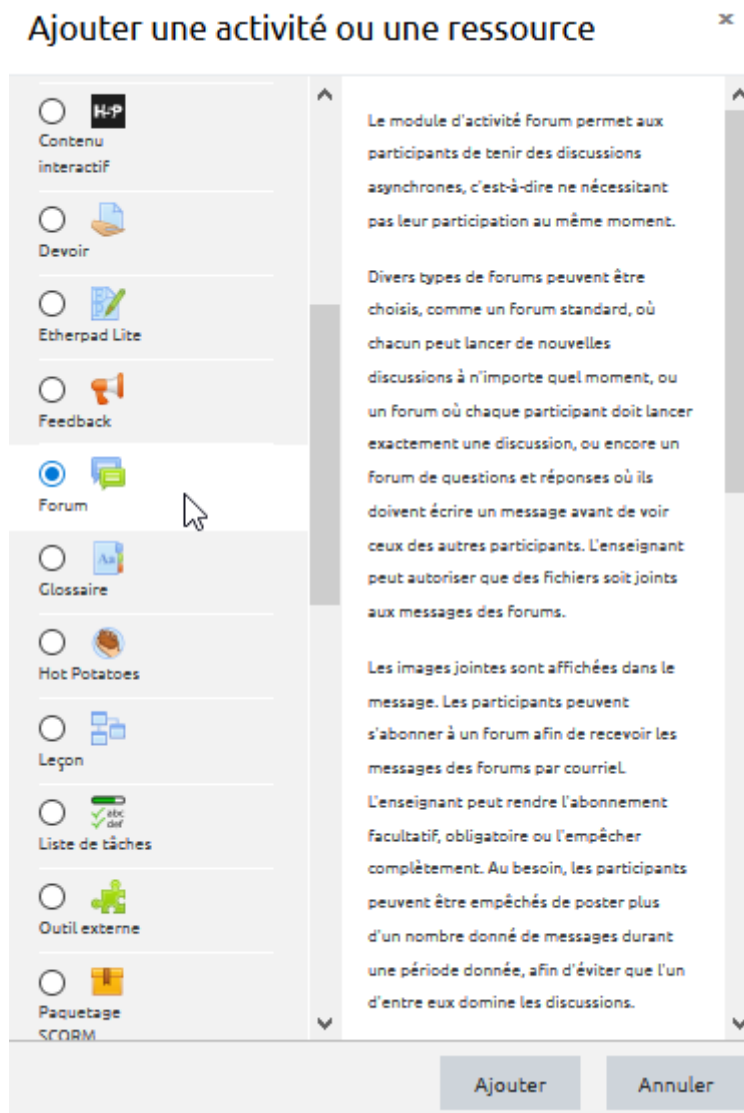 Ajouter une activité ou une ressource
×
H-P
Contenu
interactif
Devoir
Etherpad Lite
Feedback
Forum
Aa
Glossaire
Hot Potatoes
Leçon
abc
def
Liste de tâches
Outil externe
Paquetage
SCORM
Le module d'activité forum permet aux
participants de tenir des discussions
asynchrones, c'est-à-dire ne nécessitant
pas leur participation au même moment.
Divers types de forums peuvent être
choisis, comme un forum standard, où
chacun peut lancer de nouvelles
discussions à n'importe quel moment, ou
un forum où chaque participant doit lancer
exactement une discussion, ou encore un
forum de questions et réponses où ils
doivent écrire un message avant de voir
ceux des autres participants. L'enseignant
peut autoriser que des fichiers soit joints
aux messages des forums.
Les images jointes sont affichées dans le
message. Les participants peuvent
s'abonner à un forum afin de recevoir les
messages des forums par courriel.
L'enseignant peut rendre l'abonnement
facultatif, obligatoire ou l'empêcher
complètement. Au besoin, les participants
peuvent être empêchés de poster plus
d'un nombre donné de messages durant
une période donnée, afin d'éviter que l'un
d'entre eux domine les discussions.
Ajouter
Annuler